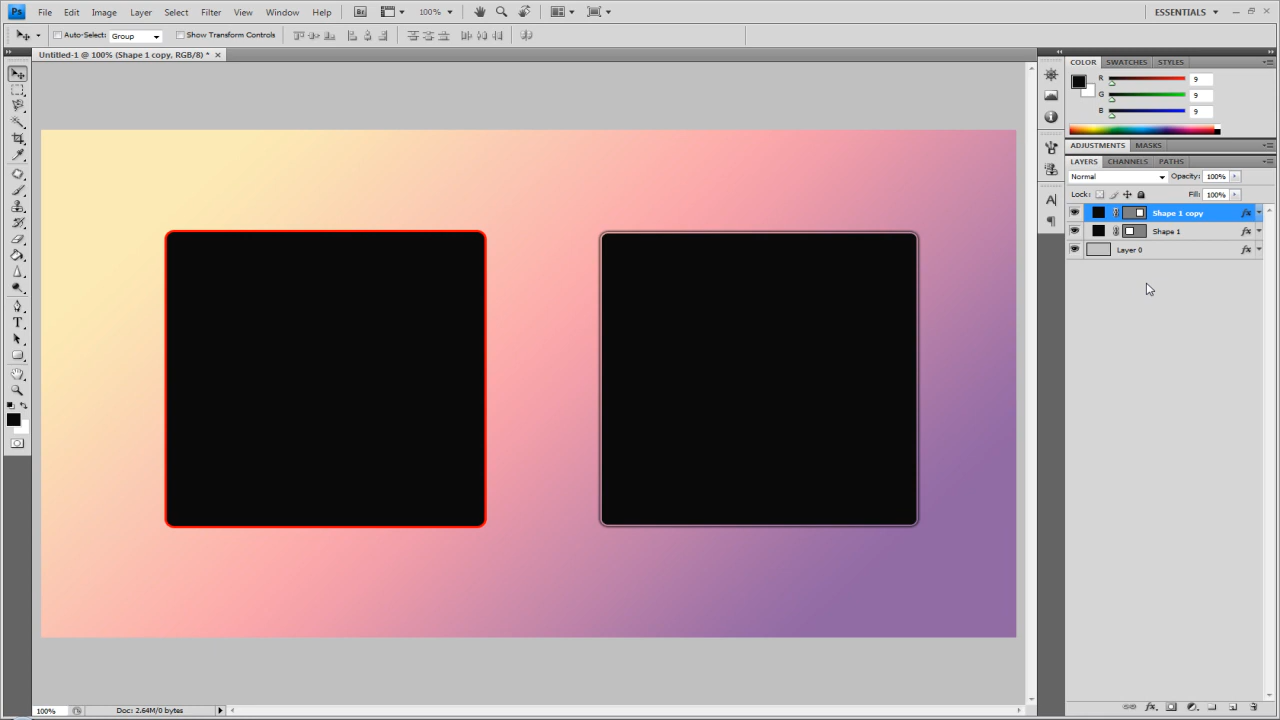 Ps File Edit Image Layer Select Filter View Window Help Br 100% ESSENTIALS
Auto-Select: Group Show Transform Controls
Untitled-1 @ 100% (Shape 1 copy, RGB/8) * x
COLOR SWATCHES STYLES
R 9
G 9
B 9
ADJUSTMENTS MASKS
LAYERS CHANNELS PATHS
Normal Opacity: 100%
Lock: Fill: 100%
Shape 1 copy fx
Shape 1 fx
Layer 0 fx
100% Doc: 2.64M/0 bytes